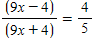 (9x − 4)/(9x + 4) = 4/5